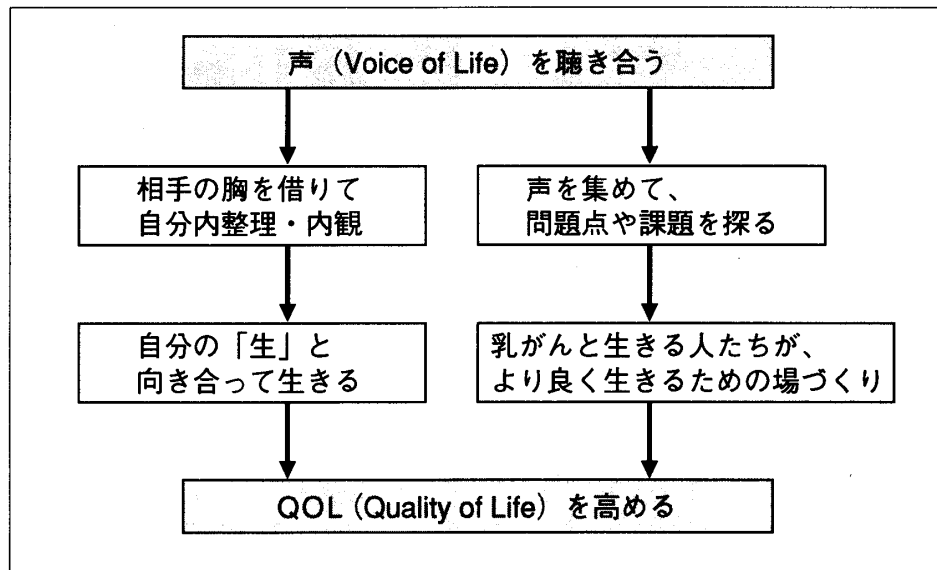 声（Voice of Life）を聴き合う
相手の胸を借りて
自分内整理・内観
声を集めて、
問題点や課題を探る
自分の「生」と
向き合って生きる
乳がんと生きる人たちが、
より良く生きるための場づくり
QOL（Quality of Life）を高める